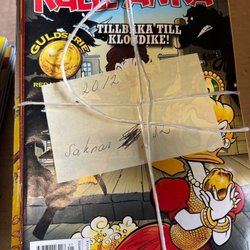 KALLE ANKA
TILLBAKA TILL
KLONDIKE!
GULDSERIE
2012
Saknar